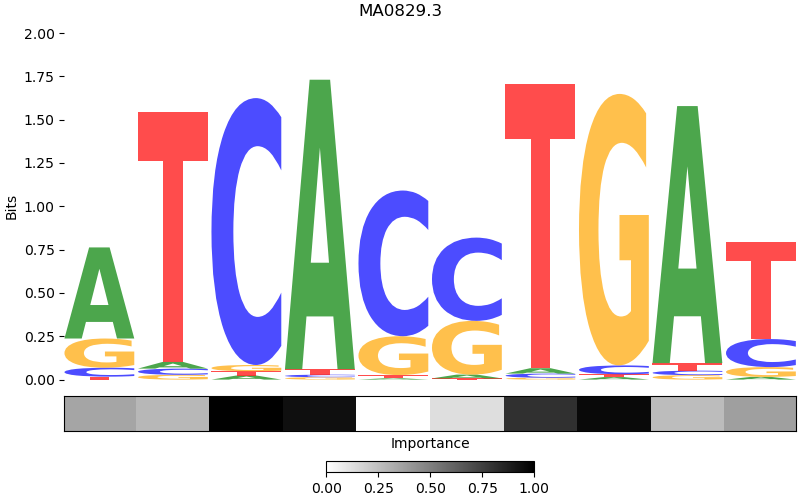 MA0829.3
2.00
1.75
1.50
1.25
1.00
0.75
0.50
0.25
0.00
Bits
A T C A C C T G A T
G A C G T G G C
C C G T
T
Importance
0.00 0.25 0.50 0.75 1.00